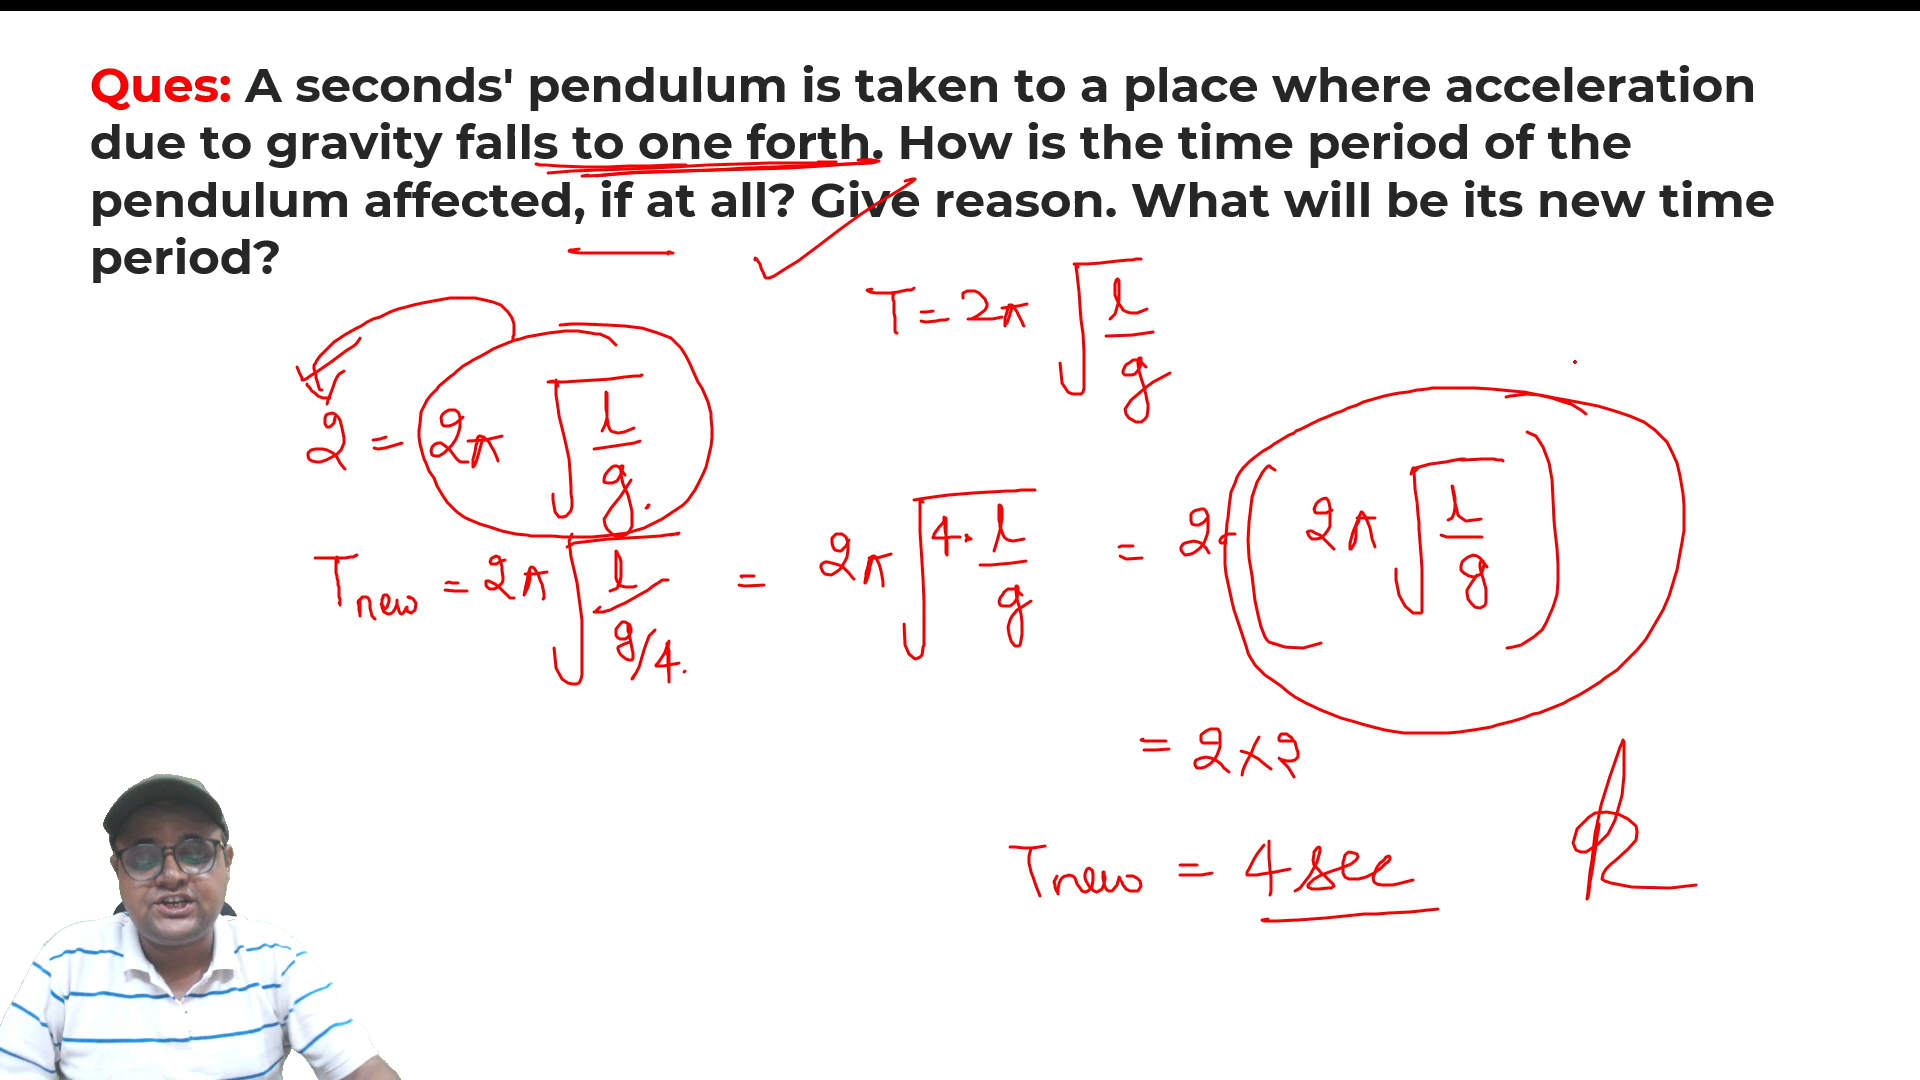 Ques: A seconds' pendulum is taken to a place where acceleration
due to gravity falls to one forth. How is the time period of the
pendulum affected, if at all? Give reason. What will be its new time
period?
T = 2π √(l/g)
2 = 2π √(l/g)
Tnew = 2π √(l/(g/4)) = 2π √(4·l/g) = 2·(2π √(l/g))
= 2×2
Tnew = 4 sec